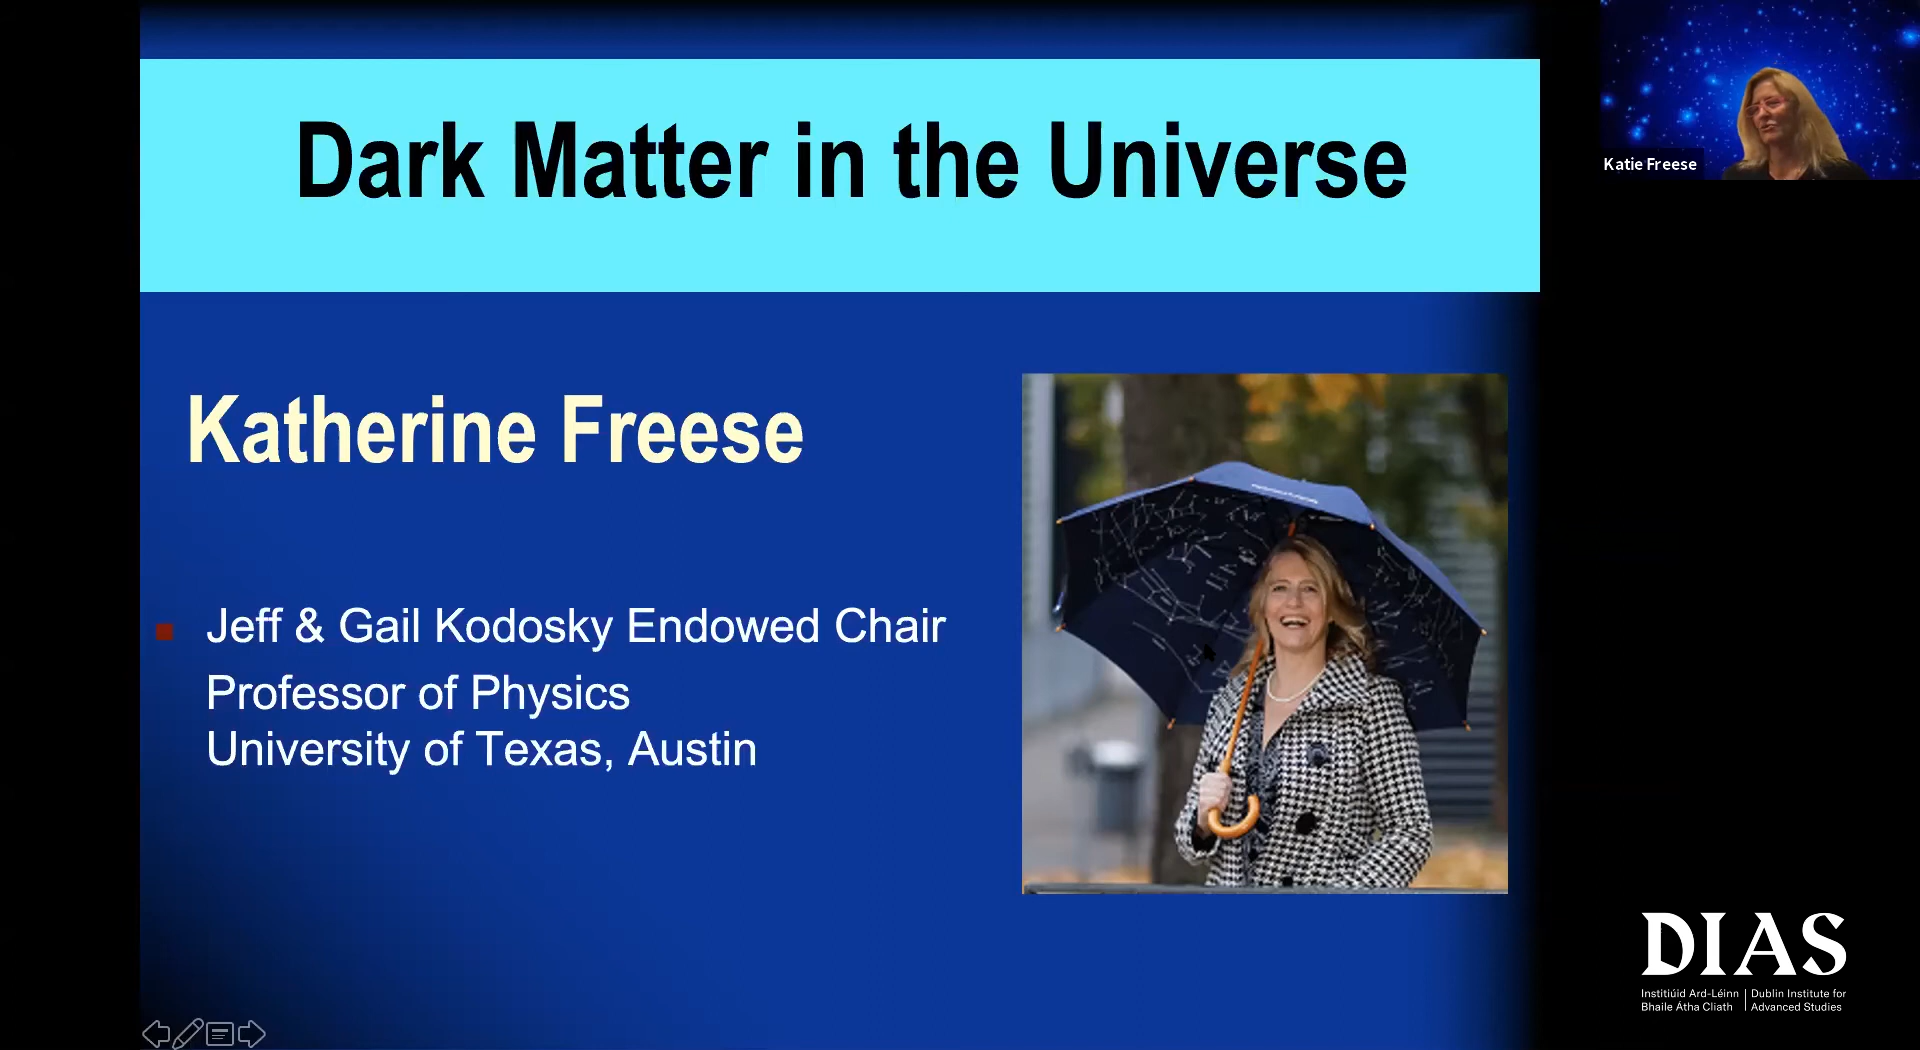 Dark Matter in the Universe
Katie Freese
Katherine Freese
Jeff & Gail Kodosky Endowed Chair
Professor of Physics
University of Texas, Austin
DIAS
Institiúid Ard-Léinn
Bhaile Átha Cliath
Dublin Institute for
Advanced Studies